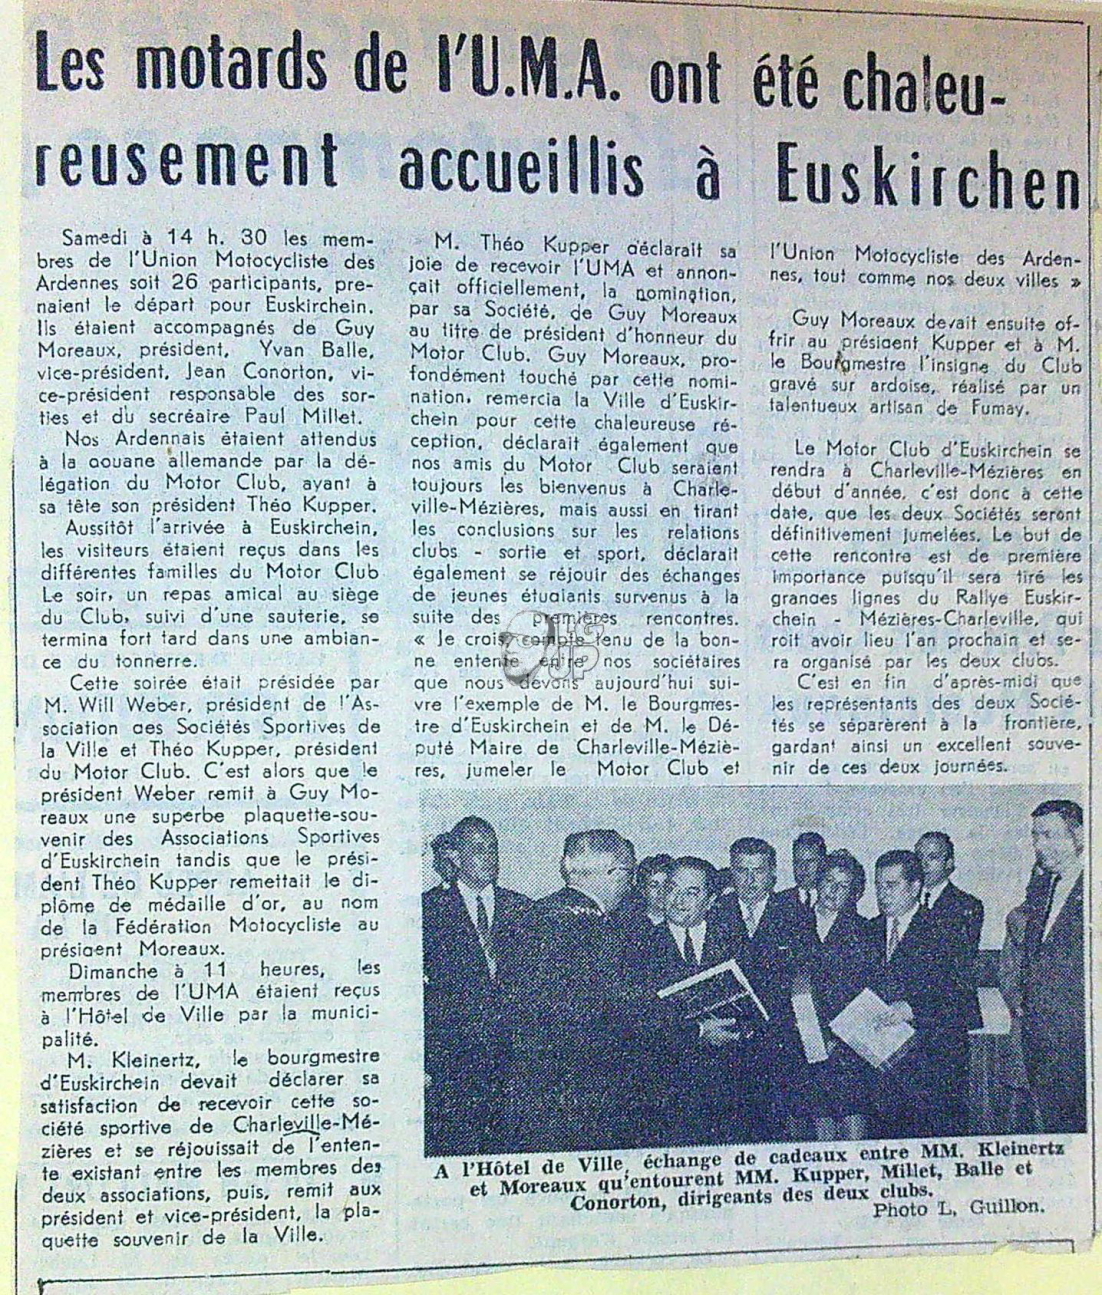 Les motards de l'U.M.A. ont été chaleu-
reusement accueillis à Euskirchen
Samedi à 14 h. 30 les mem-
bres de l'Union Motocycliste des
Ardennes soit 26 participants, pre-
naient le départ pour Euskirchein.
Ils étaient accompagnés de Guy
Moreaux, président, Yvan Balle,
vice-président, Jean Conorton, vi-
ce-président responsable des sor-
ties et du secréaire Paul Millet.
Nos Ardennais étaient attendus
à la douane allemande par la dé-
légation du Motor Club, ayant à
sa tête son président Théo Kupper.
Aussitôt l'arrivée à Euskirchein,
les visiteurs étaient reçus dans les
différentes familles du Motor Club
Le soir, un repas amical au siège
du Club, suivi d'une sauterie, se
termina fort tard dans une ambian-
ce du tonnerre.
Cette soirée était présidée par
M. Will Weber, président de l'As-
sociation des Sociétés Sportives de
la Ville et Théo Kupper, président
du Motor Club. C'est alors que le
président Weber remit à Guy Mo-
reaux une superbe plaquette-sou-
venir des Associations Sportives
d'Euskirchein tandis que le prési-
dent Théo Kupper remettait le di-
plôme de médaille d'or, au nom
de la Fédération Motocycliste au
président Moreaux.
Dimanche à 11 heures, les
membres de l'UMA étaient reçus
à l'Hôtel de Ville par la munici-
palité.
M. Kleinertz, le bourgmestre
d'Euskirchein devait déclarer sa
satisfaction de recevoir cette so-
ciété sportive de Charleville-Mé-
zières et se réjouissait de l'enten-
te existant entre les membres des
deux associations, puis, remit aux
président et vice-président, la pla-
quette souvenir de la Ville.
M. Théo Kupper déclarait sa
joie de recevoir l'UMA et annon-
çait officiellement, la nomination,
par sa Société, de Guy Moreaux
au titre de président d'honneur du
Motor Club. Guy Moreaux, pro-
fondément touché par cette nomi-
nation, remercia la Ville d'Euskir-
chein pour cette chaleureuse ré-
ception, déclarait également que
nos amis du Motor Club seraient
toujours les bienvenus à Charle-
ville-Mézières, mais aussi en tirant
les conclusions sur les relations
clubs - sortie et sport, déclarait
également se réjouir des échanges
de jeunes étudiants survenus à la
suite des premières rencontres.
« Je crois compte tenu de la bon-
ne entente entre nos sociétaires
que nous devons aujourd'hui sui-
vre l'exemple de M. le Bourgmes-
tre d'Euskirchein et de M. le Dé-
puté Maire de Charleville-Méziè-
res, jumeler le Motor Club et
l'Union Motocycliste des Arden-
nes, tout comme nos deux villes »
Guy Moreaux devait ensuite of-
frir au président Kupper et à M.
le Bourgmestre l'insigne du Club
gravé sur ardoise, réalisé par un
talentueux artisan de Fumay.
Le Motor Club d'Euskirchein se
rendra à Charleville-Mézières en
début d'année, c'est donc à cette
date, que les deux Sociétés seront
définitivement jumelées. Le but de
cette rencontre est de première
importance puisqu'il sera tiré les
grandes lignes du Rallye Euskir-
chein - Mézières-Charleville, qui
roit avoir lieu l'an prochain et se-
ra organisé par les deux clubs.
C'est en fin d'après-midi que
les représentants des deux Socié-
tés se séparèrent à la frontière,
gardant ainsi un excellent souve-
nir de ces deux journées.
A l'Hôtel de Ville, échange de cadeaux entre MM. Kleinertz
et Moreaux qu'entourent MM. Kupper, Millet, Balle et
Conorton, dirigeants des deux clubs.
Photo L, Guillon.